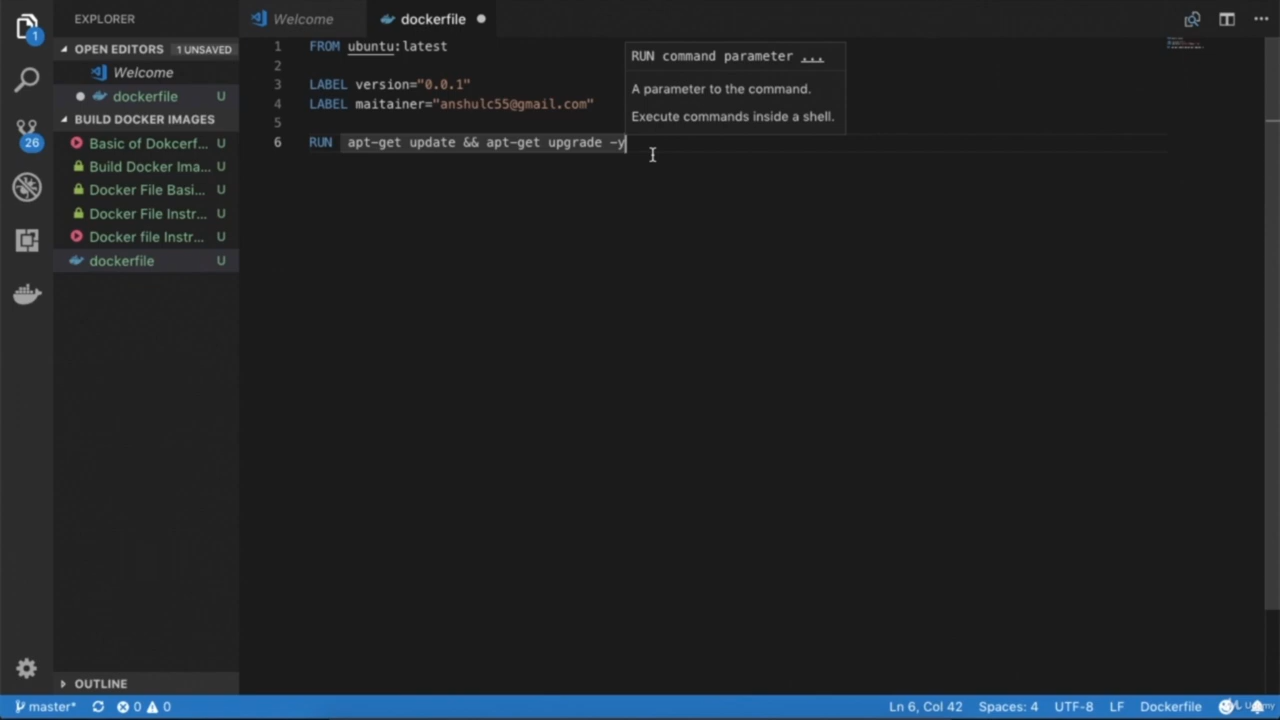 EXPLORER
Welcome
dockerfile
1
OPEN EDITORS 1 UNSAVED
Welcome
dockerfile U
BUILD DOCKER IMAGES
26
Basic of Dokcerf... U
Build Docker Ima... U
Docker File Basi... U
Docker File Instr... U
Docker file Instr... U
dockerfile U
1 FROM ubuntu:latest
2
3 LABEL version="0.0.1"
4 LABEL maitainer="anshulc55@gmail.com"
5
6 RUN apt-get update && apt-get upgrade -y
RUN command parameter ...
A parameter to the command.
Execute commands inside a shell.
OUTLINE
master*
0 0
Ln 6, Col 42
Spaces: 4
UTF-8
LF
Dockerfile
Udemy